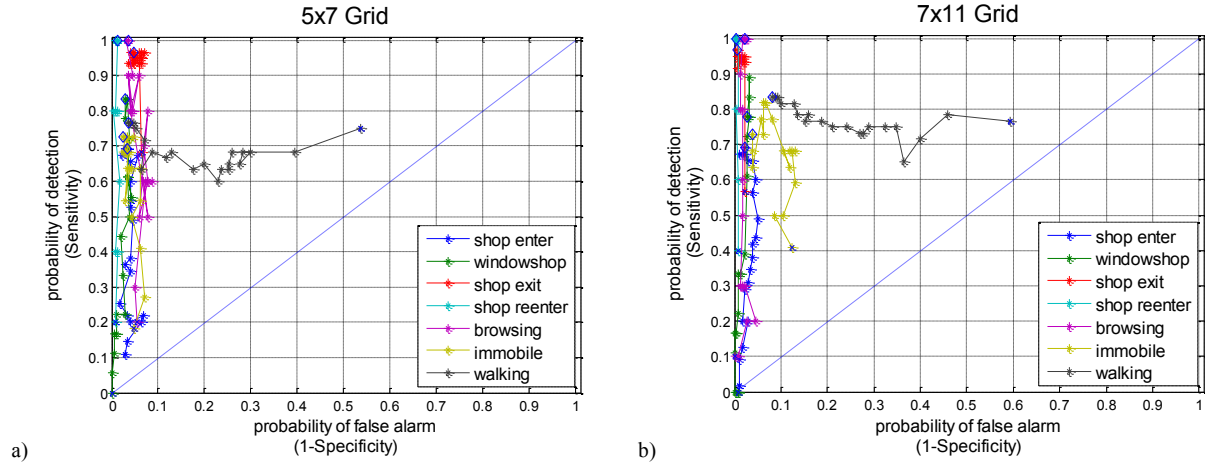 5x7 Grid
1
0.9
0.8
0.7
0.6
0.5
0.4
0.3
0.2
0.1
0
probability of detection
(Sensitivity)
shop enter
windowshop
shop exit
shop reenter
browsing
immobile
walking
0 0.1 0.2 0.3 0.4 0.5 0.6 0.7 0.8 0.9 1
probability of false alarm
(1-Specificity)
a)
7x11 Grid
1
0.9
0.8
0.7
0.6
0.5
0.4
0.3
0.2
0.1
0
probability of detection
(Sensitivity)
shop enter
windowshop
shop exit
shop reenter
browsing
immobile
walking
0 0.1 0.2 0.3 0.4 0.5 0.6 0.7 0.8 0.9 1
probability of false alarm
(1-Specificity)
b)